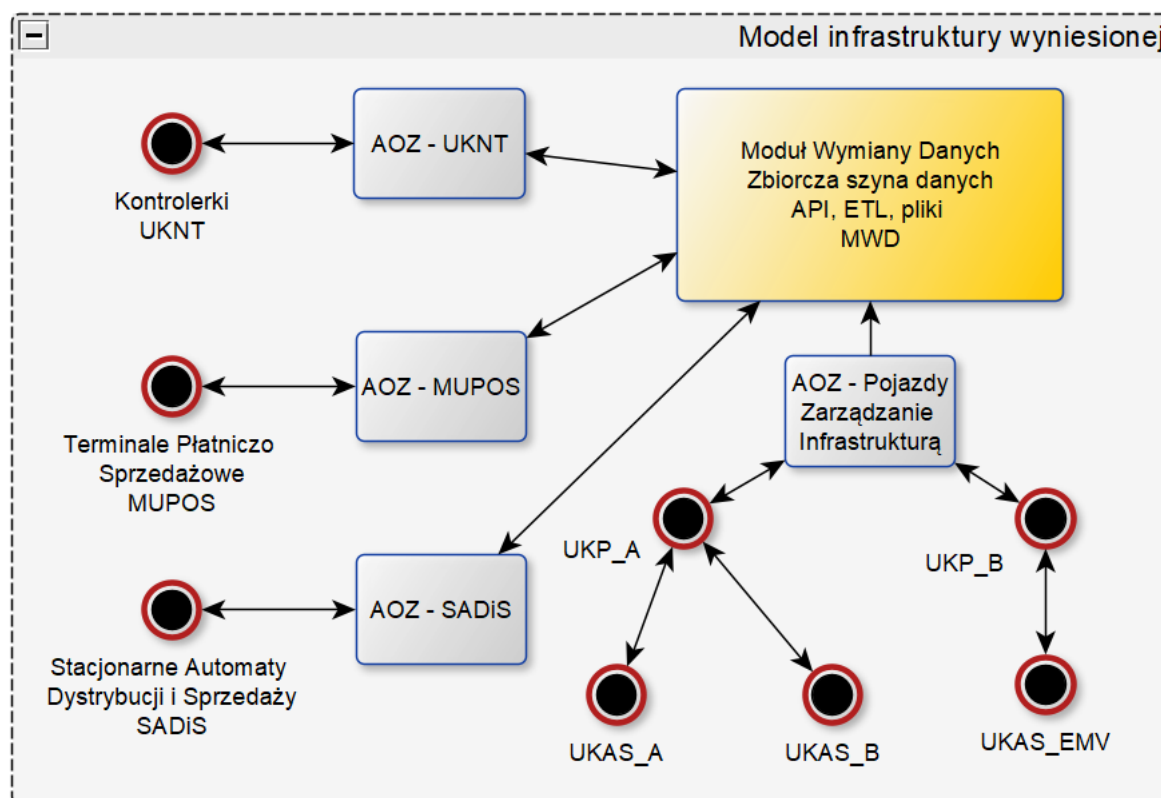 Model infrastruktury wyniesionej
AOZ - UKNT
Moduł Wymiany Danych
Zbiorcza szyna danych
API, ETL, pliki
MWD
Kontrolerki
UKNT
AOZ - MUPOS
Terminale Płatniczo
Sprzedażowe
MUPOS
AOZ - Pojazdy
Zarządzanie
Infrastrukturą
UKP_A
UKP_B
AOZ - SADiS
Stacjonarne Automaty
Dystrybucji i Sprzedaży
SADiS
UKAS_A
UKAS_B
UKAS_EMV